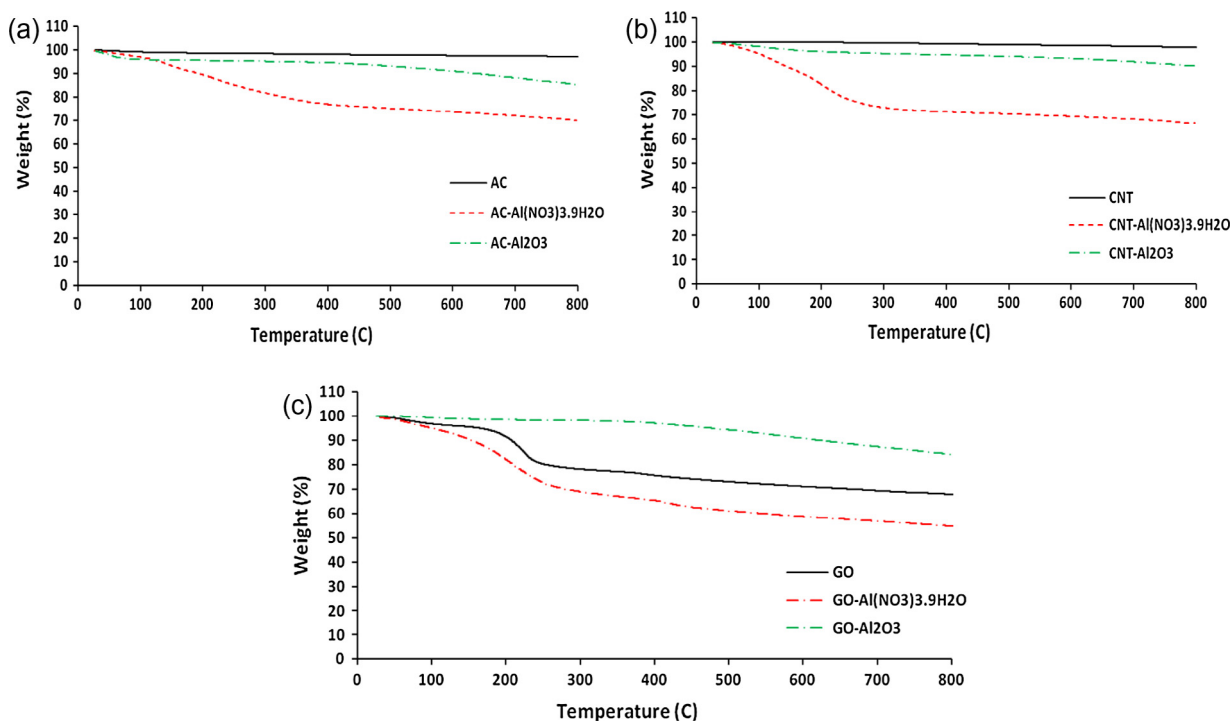 (a)
110
100
90
80
70
60
50
40
30
20
10
0
Weight (%)
AC
AC-Al(NO3)3.9H2O
AC-Al2O3
0 100 200 300 400 500 600 700 800
Temperature (C)
(b)
110
100
90
80
70
60
50
40
30
20
10
0
Weight (%)
CNT
CNT-Al(NO3)3.9H2O
CNT-Al2O3
0 100 200 300 400 500 600 700 800
Temperature (C)
(c)
110
100
90
80
70
60
50
40
30
20
10
0
Weight (%)
GO
GO-Al(NO3)3.9H2O
GO-Al2O3
0 100 200 300 400 500 600 700 800
Temperature (C)